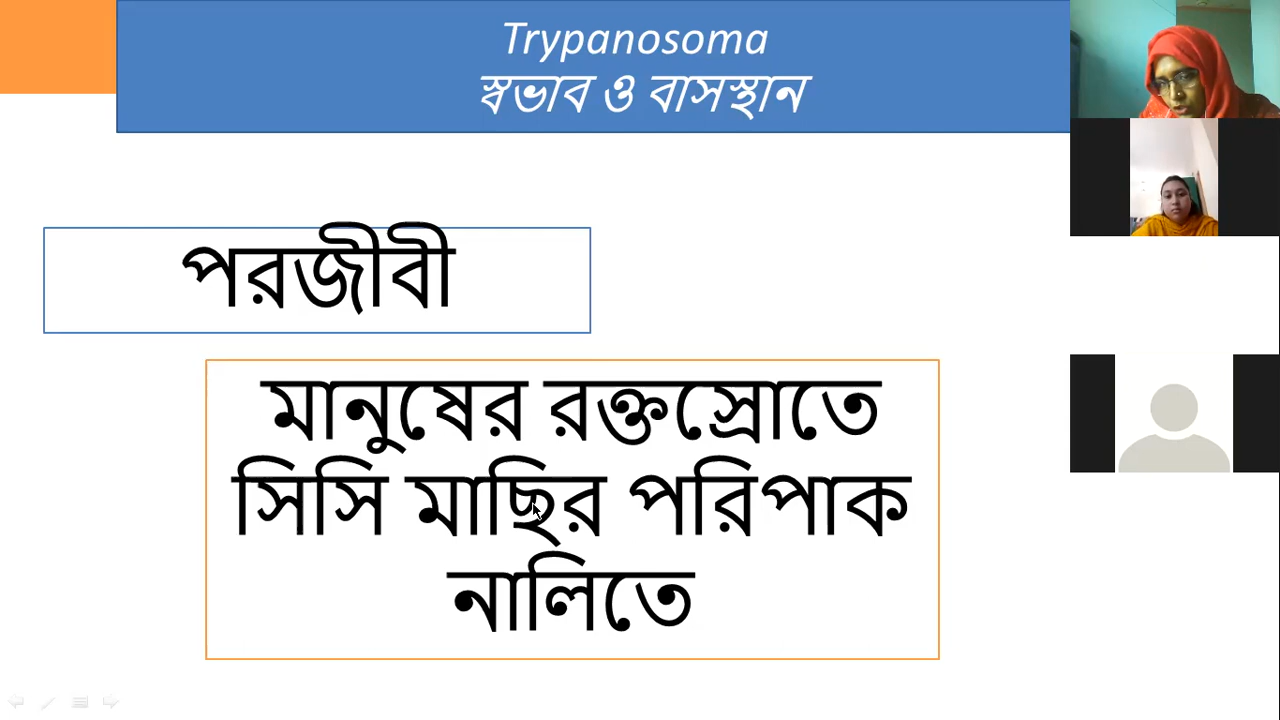 Trypanosoma
স্বভাব ও বাসস্থান
পরজীবী
মানুষের রক্তস্রোতে
সিসি মাছির পরিপাক
নালিতে